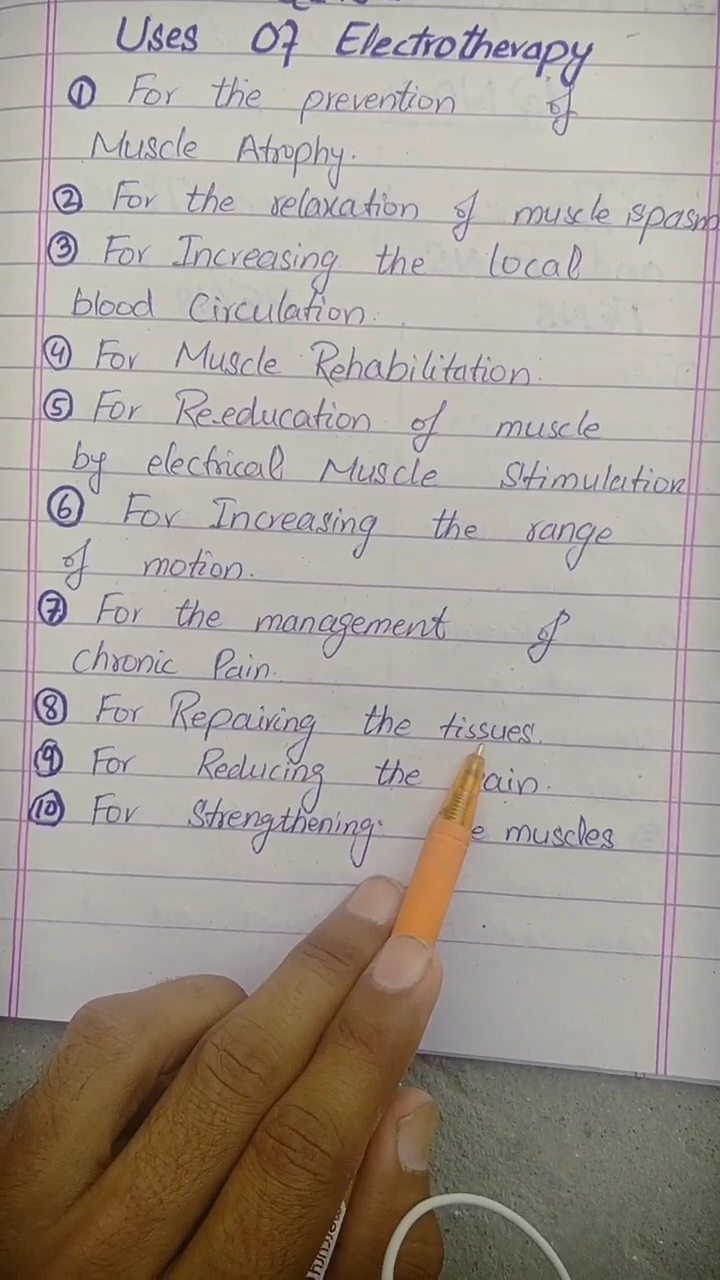 Uses Of Electrotherapy
① For the prevention of
Muscle Atrophy.
② For the relaxation of muscle spasm
③ For Increasing the local
blood Circulation.
④ For Muscle Rehabilitation.
⑤ For Re-education of muscle
by electrical Muscle Stimulation
⑥ For Increasing the range
of motion.
⑦ For the management of
Chronic Pain.
⑧ For Repairing the tissues.
⑨ For Reducing the ain.
⑩ For Strengthening e muscles